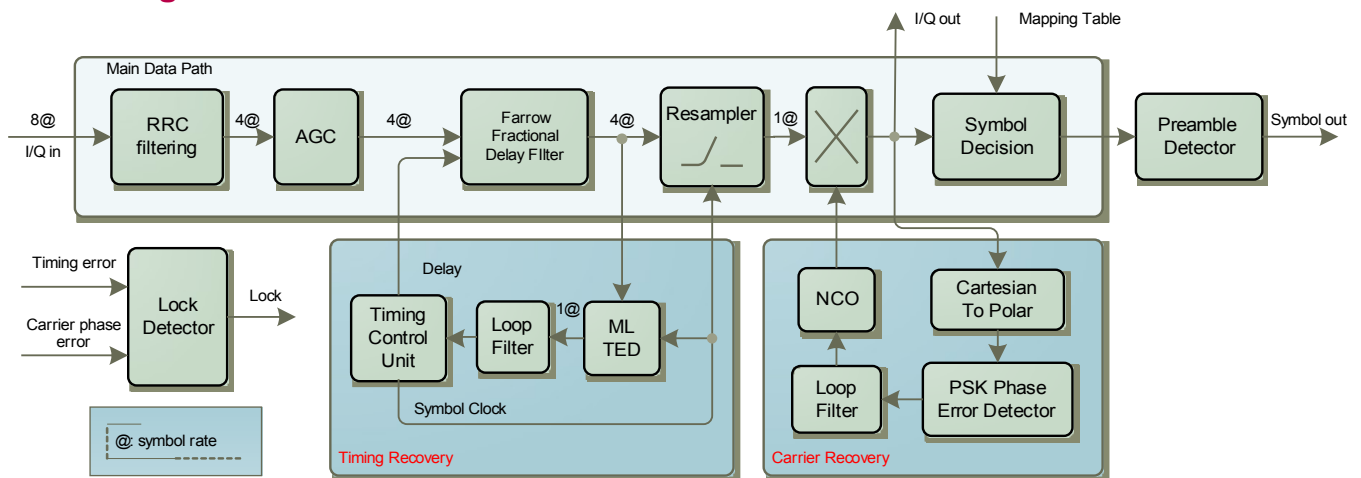 I/Q out
Mapping Table
Main Data Path
8@
I/Q in
RRC
filtering
4@
AGC
4@
Farrow
Fractional
Delay FIlter
4@
Resampler
1@
Symbol
Decision
Preamble
Detector
Symbol out
Timing error
Carrier phase
error
Lock
Detector
Lock
Delay
Timing
Control
Unit
Loop
Filter
1@
ML
TED
Symbol Clock
Timing Recovery
NCO
Cartesian
To Polar
Loop
Filter
PSK Phase
Error Detector
Carrier Recovery
@: symbol rate